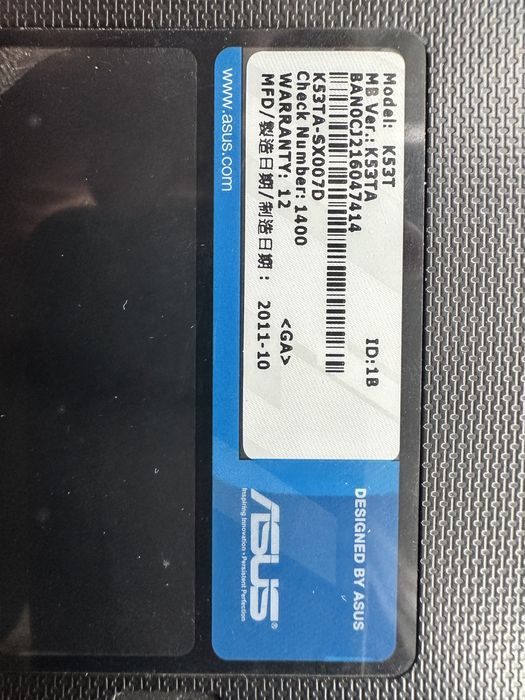 Model: K53T
MB Ver.: K53TA ID:1B
BAN0CJ216047414
K53TA-SX007D
Check Number: 1400
WARRANTY: 12 <GA>
MFD/製造日期/制造日期: 2011-10
www.asus.com
DESIGNED BY ASUS
ASUS®
Inspiring Innovation • Persistent Perfection